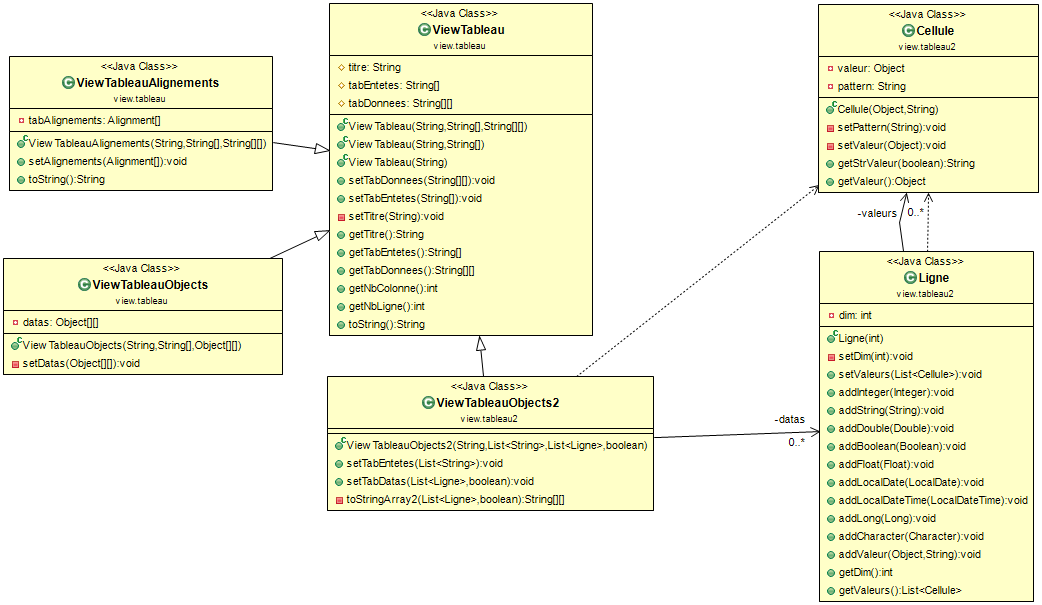 <<Java Class>>
ViewTableau
view.tableau
titre: String
tabEntetes: String[]
tabDonnees: String[][]
ViewTableau(String,String[],String[][])
ViewTableau(String,String[])
ViewTableau(String)
setTabDonnees(String[][]):void
setTabEntetes(String[]):void
setTitre(String):void
getTitre():String
getTabEntetes():String[]
getTabDonnees():String[][]
getNbColonne():int
getNbLigne():int
toString():String
<<Java Class>>
ViewTableauAlignements
view.tableau
tabAlignements: Alignment[]
ViewTableauAlignements(String,String[],String[][])
setAlignements(Alignment[]):void
toString():String
<<Java Class>>
ViewTableauObjects
view.tableau
datas: Object[][]
ViewTableauObjects(String,String[],Object[][])
setDatas(Object[][]):void
<<Java Class>>
ViewTableauObjects2
view.tableau2
ViewTableauObjects2(String,List<String>,List<Ligne>,boolean)
setTabEntetes(List<String>):void
setTabDatas(List<Ligne>,boolean):void
toStringArray2(List<Ligne>,boolean):String[][]
-datas
0..*
<<Java Class>>
Cellule
view.tableau2
valeur: Object
pattern: String
Cellule(Object,String)
setPattern(String):void
setValeur(Object):void
getStrValeur(boolean):String
getValeur():Object
-valeurs
0..*
<<Java Class>>
Ligne
view.tableau2
dim: int
Ligne(int)
setDim(int):void
setValeurs(List<Cellule>):void
addInteger(Integer):void
addString(String):void
addDouble(Double):void
addBoolean(Boolean):void
addFloat(Float):void
addLocalDate(LocalDate):void
addLocalDateTime(LocalDateTime):void
addLong(Long):void
addCharacter(Character):void
addValeur(Object,String):void
getDim():int
getValeurs():List<Cellule>